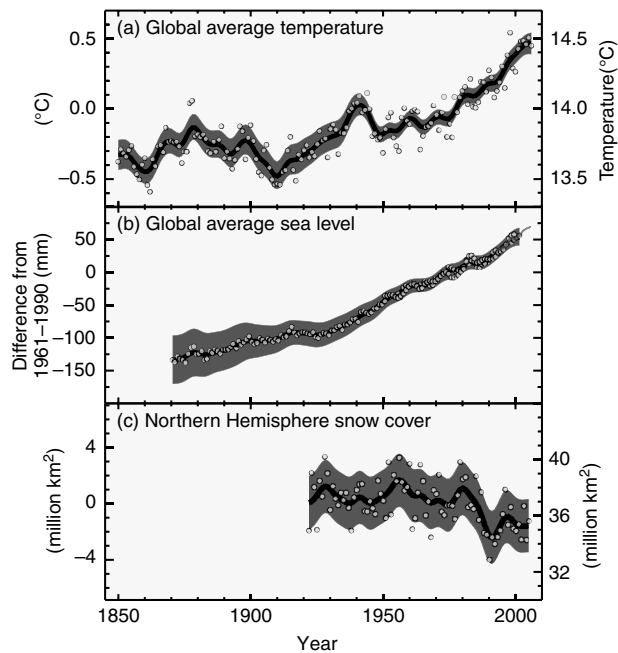 (a) Global average temperature
0.5
0.0
−0.5
(°C)
14.5
14.0
13.5
Temperature(°C)
(b) Global average sea level
50
0
−50
−100
−150
Difference from
1961−1990 (mm)
(c) Northern Hemisphere snow cover
4
0
−4
(million km²)
40
36
32
(million km²)
1850
1900
1950
2000
Year